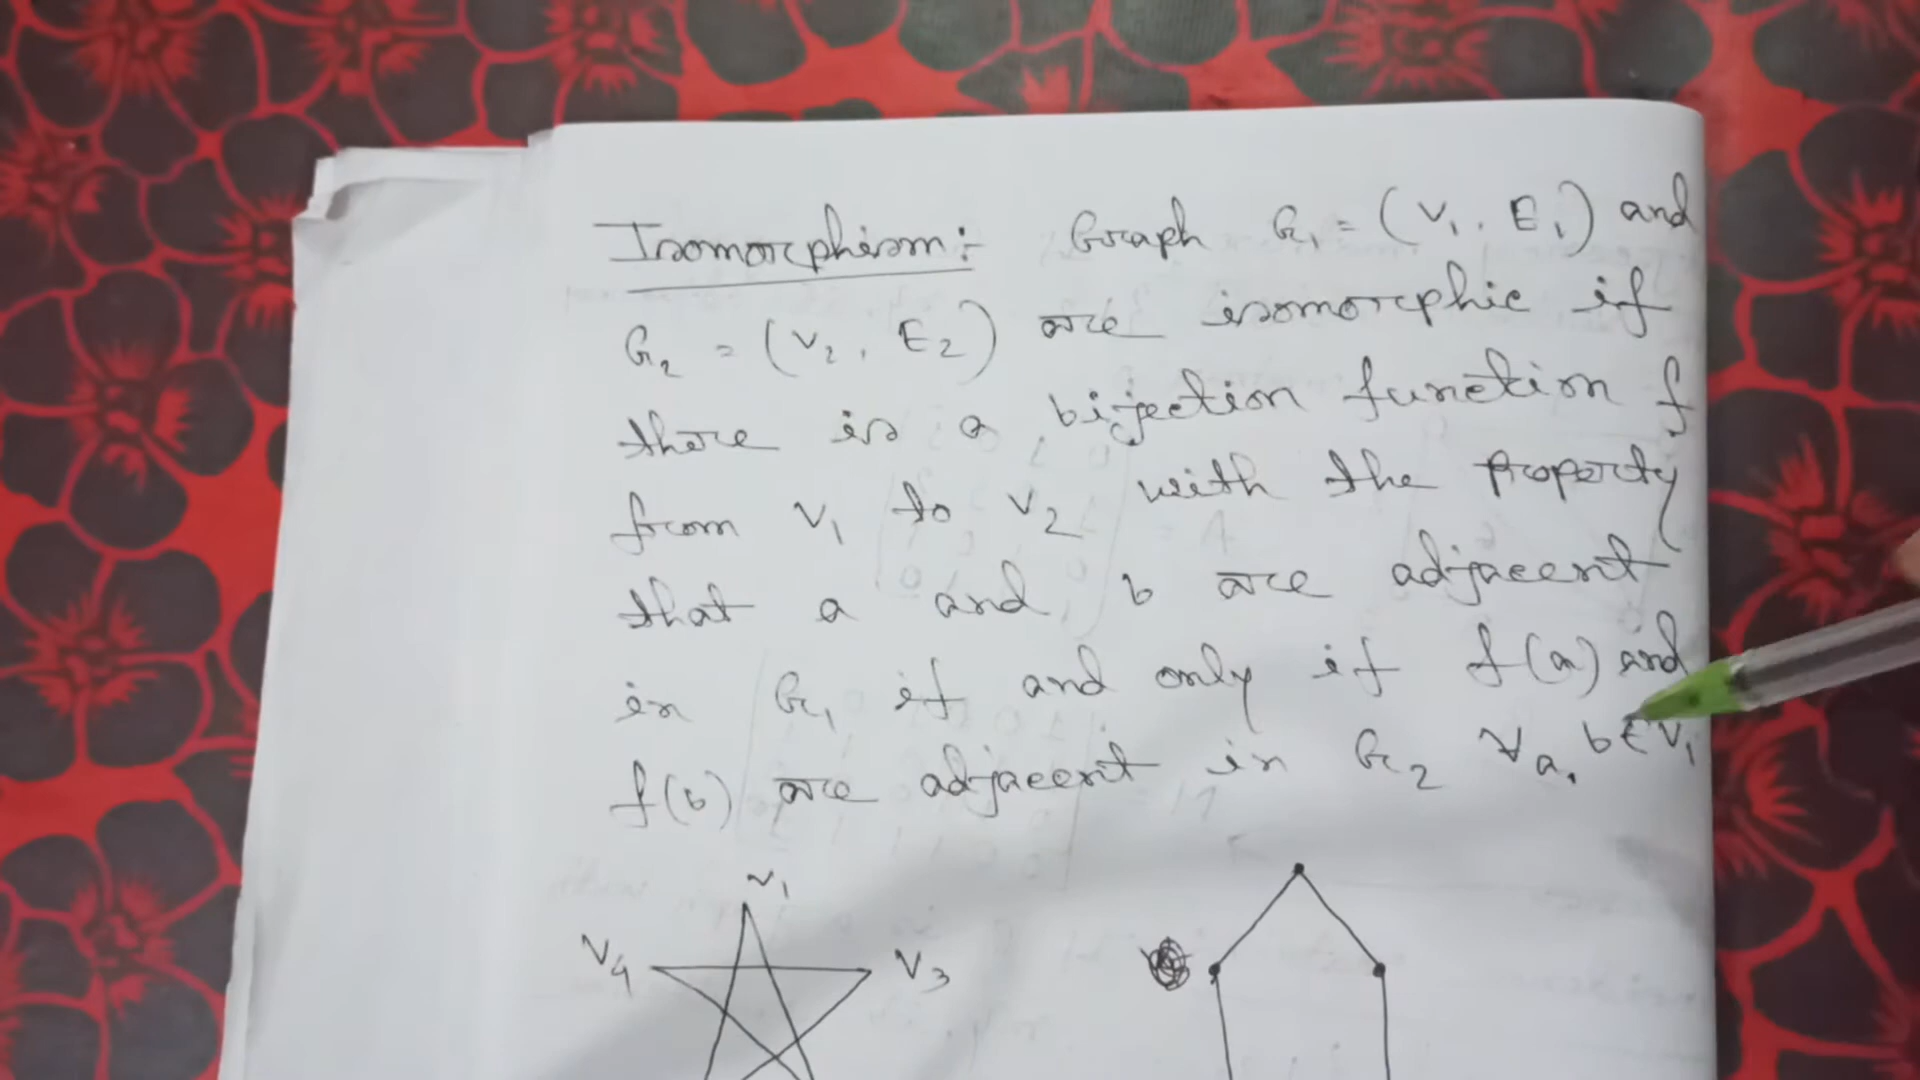 Isomorphism:- Graph G₁ = (V₁, E₁) and
G₂ = (V₂, E₂) are isomorphic if
there is a bijection function f
from V₁ to V₂ with the property
that a and b are adjacent
in G₁ if and only if f(a) and
f(b) are adjacent in G₂ ∀a, b∈V₁
V₁
V₄ V₃